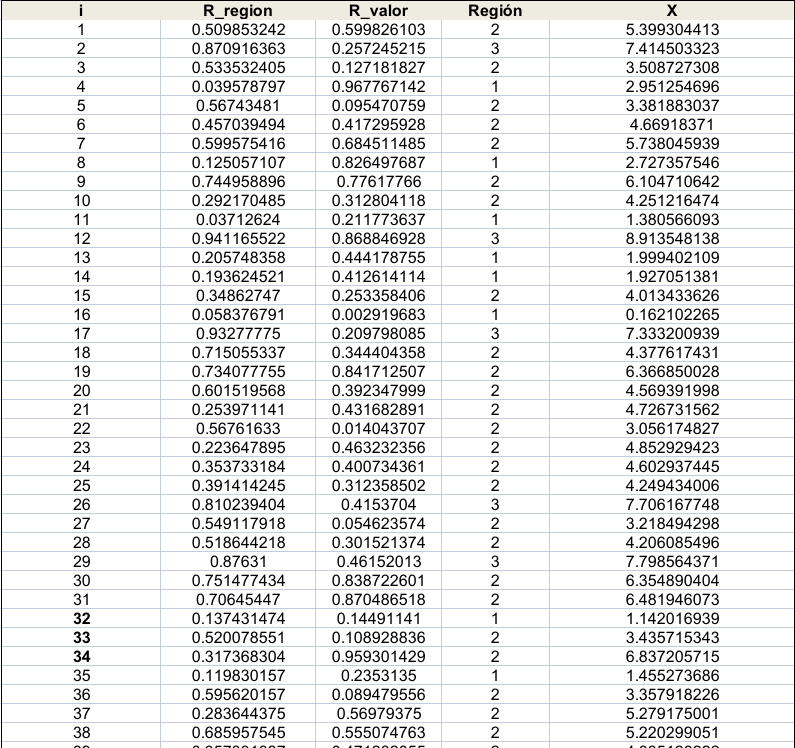 i R_region R_valor Región X
1 0.509853242 0.599826103 2 5.399304413
2 0.870916363 0.257245215 3 7.414503323
3 0.533532405 0.127181827 2 3.508727308
4 0.039578797 0.967767142 1 2.951254696
5 0.56743481 0.095470759 2 3.381883037
6 0.457039494 0.417295928 2 4.66918371
7 0.599575416 0.684511485 2 5.738045939
8 0.125057107 0.826497687 1 2.727357546
9 0.744958896 0.77617766 2 6.104710642
10 0.292170485 0.312804118 2 4.251216474
11 0.03712624 0.211773637 1 1.380566093
12 0.941165522 0.868846928 3 8.913548138
13 0.205748358 0.444178755 1 1.999402109
14 0.193624521 0.412614114 1 1.927051381
15 0.34862747 0.253358406 2 4.013433626
16 0.058376791 0.002919683 1 0.162102265
17 0.93277775 0.209798085 3 7.333200939
18 0.715055337 0.344404358 2 4.377617431
19 0.734077755 0.841712507 2 6.366850028
20 0.601519568 0.392347999 2 4.569391998
21 0.253971141 0.431682891 2 4.726731562
22 0.56761633 0.014043707 2 3.056174827
23 0.223647895 0.463232356 2 4.852929423
24 0.353733184 0.400734361 2 4.602937445
25 0.391414245 0.312358502 2 4.249434006
26 0.810239404 0.4153704 3 7.706167748
27 0.549117918 0.054623574 2 3.218494298
28 0.518644218 0.301521374 2 4.206085496
29 0.87631 0.46152013 3 7.798564371
30 0.751477434 0.838722601 2 6.354890404
31 0.70645447 0.870486518 2 6.481946073
32 0.137431474 0.14491141 1 1.142016939
33 0.520078551 0.108928836 2 3.435715343
34 0.317368304 0.959301429 2 6.837205715
35 0.119830157 0.2353135 1 1.455273686
36 0.595620157 0.089479556 2 3.357918226
37 0.283644375 0.56979375 2 5.279175001
38 0.685957545 0.555074763 2 5.220299051